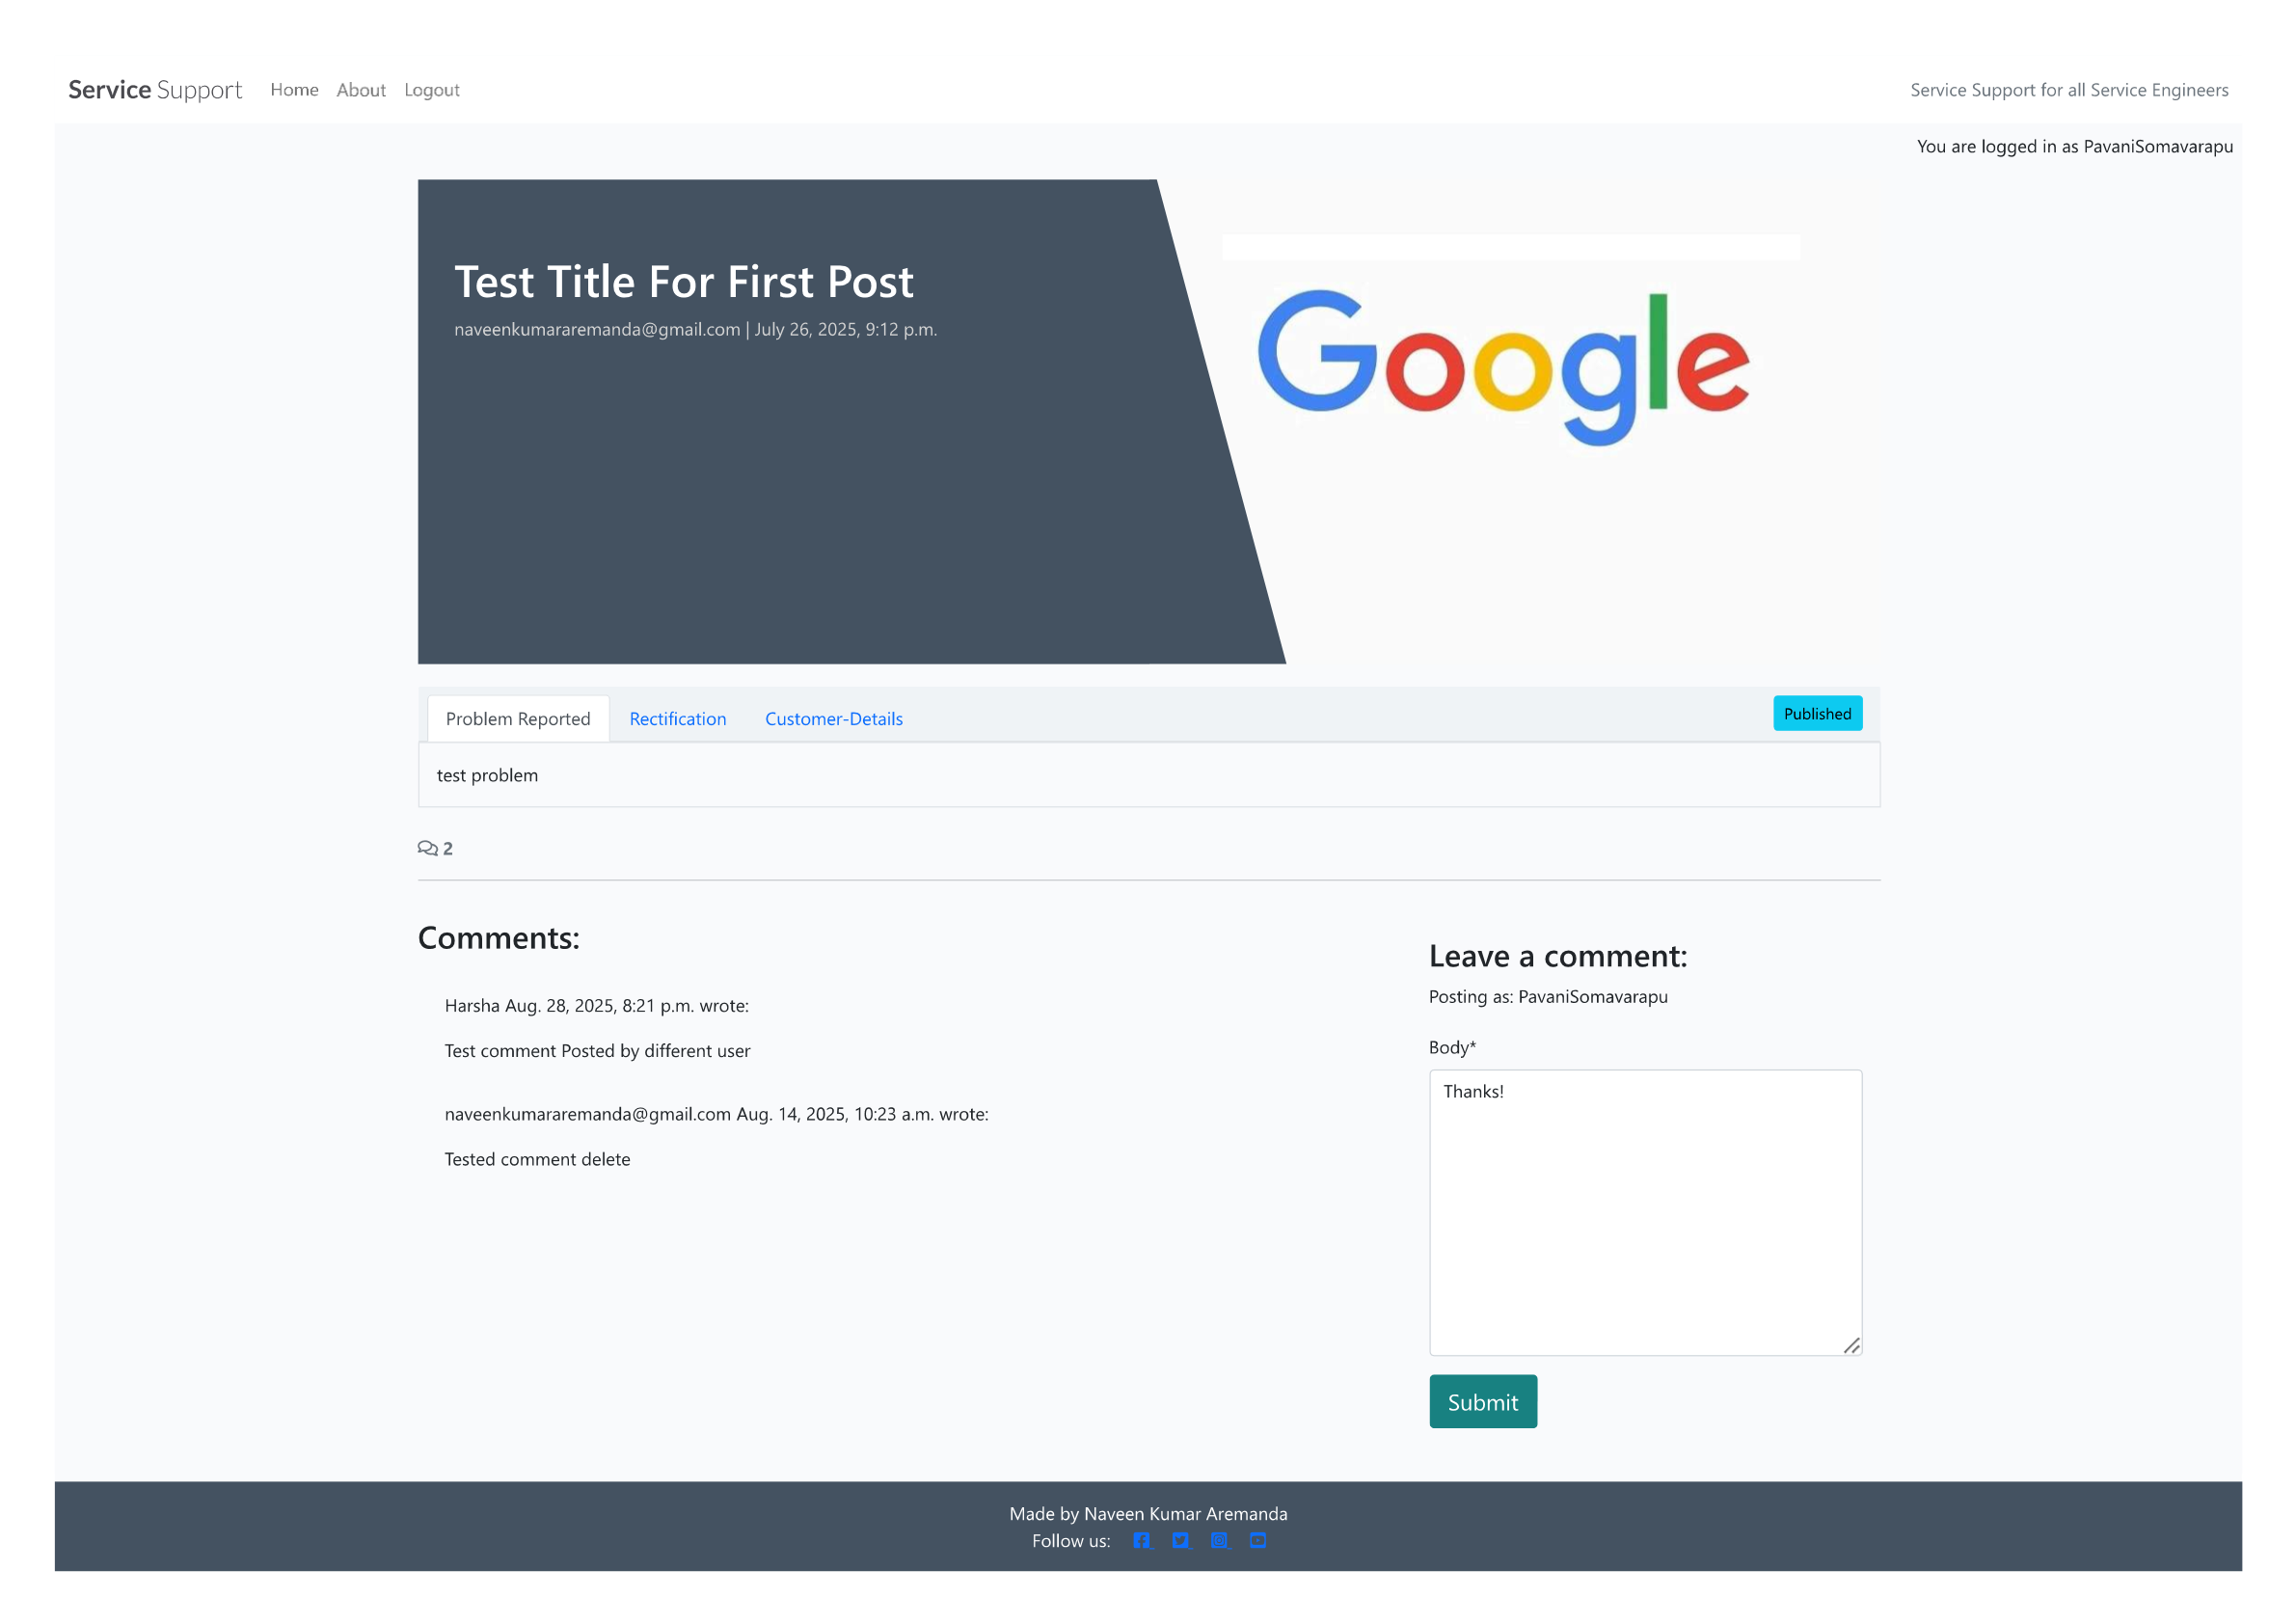 Service Support Home About Logout Service Support for all Service Engineers
You are logged in as PavaniSomavarapu
Test Title For First Post
naveenkumararemanda@gmail.com | July 26, 2025, 9:12 p.m.
Google
Problem Reported Rectification Customer-Details Published
test problem
2
Comments:
Harsha Aug. 28, 2025, 8:21 p.m. wrote:
Test comment Posted by different user
naveenkumararemanda@gmail.com Aug. 14, 2025, 10:23 a.m. wrote:
Tested comment delete
Leave a comment:
Posting as: PavaniSomavarapu
Body*
Thanks!
Submit
Made by Naveen Kumar Aremanda
Follow us: